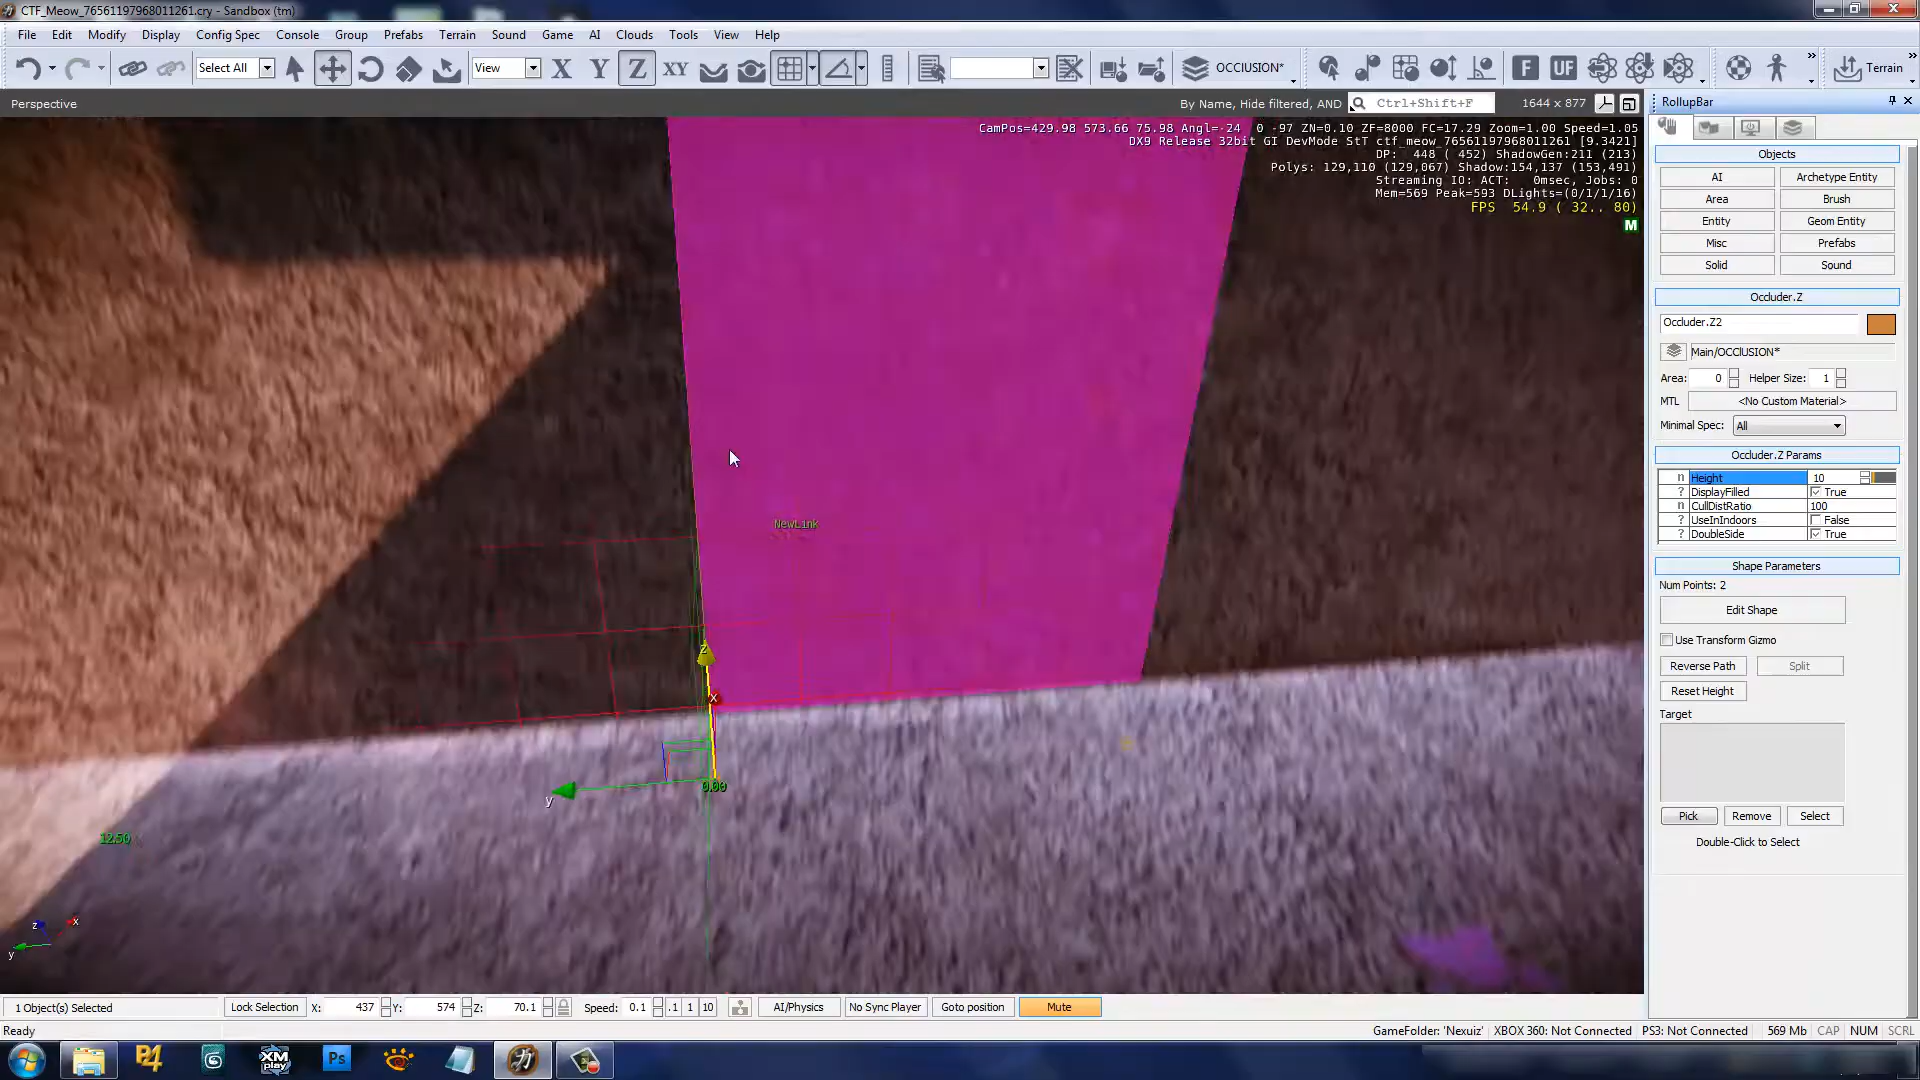 CTF_Meow_76561197968011261.cry - Sandbox (tm)
File Edit Modify Display Config Spec Console Group Prefabs Terrain Sound Game AI Clouds Tools View Help
Select All View X Y Z XY OCClUSION* F UF Terrain
Perspective By Name, Hide filtered, AND Ctrl+Shift+F 1644 x 877
CamPos=429.98 573.66 75.98 Angl=-24 0 -97 ZN=0.10 ZF=8000 FC=17.29 Zoom=1.00 Speed=1.05
DX9 Release 32bit GI DevMode StT ctf_meow_76561197968011261 [9.3421]
DP: 448 ( 452) ShadowGen:211 (213)
Polys: 129,110 (129,067) Shadow:154,137 (153,491)
Streaming IO: ACT: 0msec, Jobs: 0
Mem=569 Peak=593 DLights=(0/1/1/16)
FPS 54.9 ( 32.. 80)
M
NewLink
z
x
0.00
y
12.50
z x
y
RollupBar
Objects
AI Archetype Entity
Area Brush
Entity Geom Entity
Misc Prefabs
Solid Sound
Occluder.Z
Occluder.Z2
Main/OCClUSION*
Area: 0 Helper Size: 1
MTL <No Custom Material>
Minimal Spec: All
Occluder.Z Params
n Height 10
? DisplayFilled True
n CullDistRatio 100
? UseInIndoors False
? DoubleSide True
Shape Parameters
Num Points: 2
Edit Shape
Use Transform Gizmo
Reverse Path Split
Reset Height
Target
Pick Remove Select
Double-Click to Select
1 Object(s) Selected Lock Selection X: 437 Y: 574 Z: 70.1 Speed: 0.1 .1 1 10 AI/Physics No Sync Player Goto position Mute
Ready GameFolder: 'Nexuiz' XBOX 360: Not Connected PS3: Not Connected 569 Mb CAP NUM SCRL
P4 XM play Ps